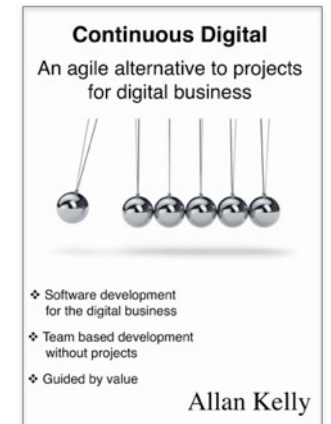 Continuous Digital
An agile alternative to projects
for digital business
❖ Software development
for the digital business
❖ Team based development
without projects
❖ Guided by value
Allan Kelly